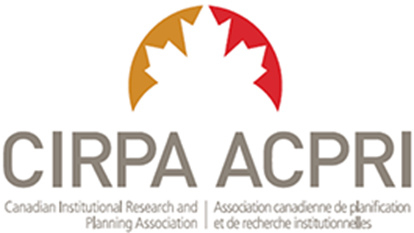 CIRPA ACPRI
Canadian Institutional Research and
Planning Association
Association canadienne de planification
et de recherche institutionnelles